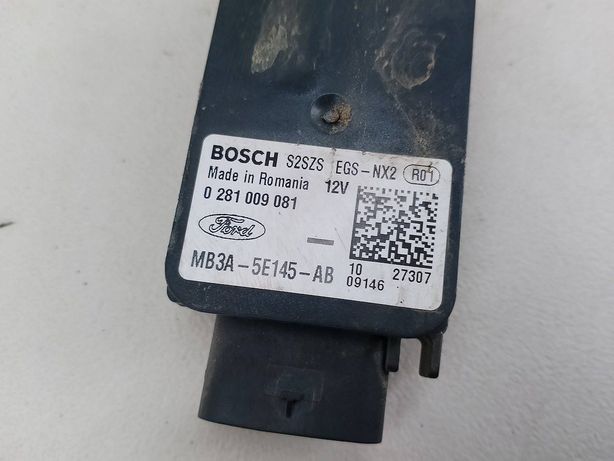 BOSCH S2SZS EGS-NX2 R01
Made in Romania 12V
0 281 009 081
Ford
MB3A-5E145-AB
10 27307
09146